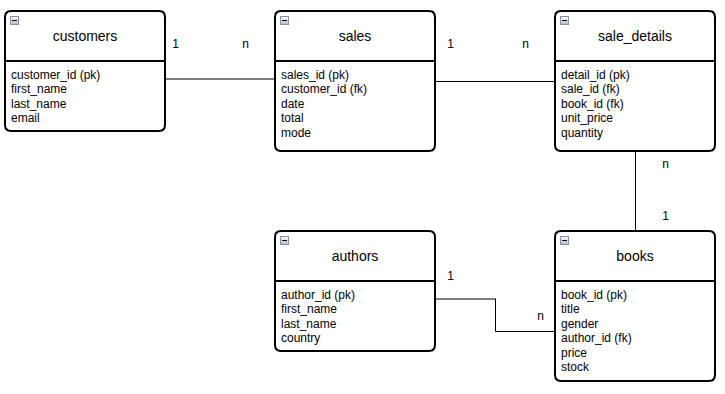 customers
customer_id (pk)
first_name
last_name
email
1
n
sales
sales_id (pk)
customer_id (fk)
date
total
mode
1
n
sale_details
detail_id (pk)
sale_id (fk)
book_id (fk)
unit_price
quantity
n
1
authors
author_id (pk)
first_name
last_name
country
1
n
books
book_id (pk)
title
gender
author_id (fk)
price
stock